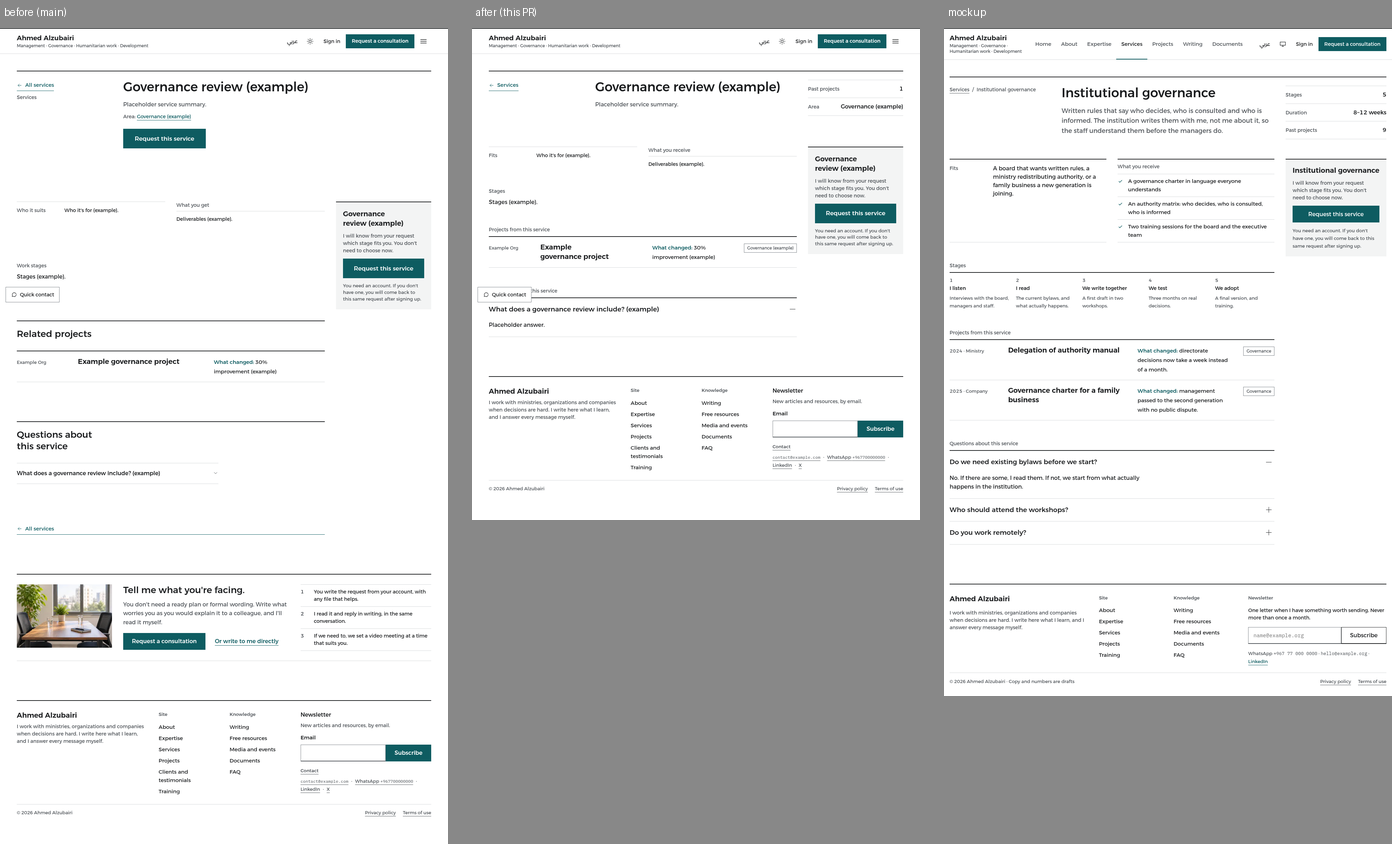 before (main)
Ahmed Alzubairi
Management · Governance · Humanitarian work · Development
عربي
Sign in
Request a consultation
← All services
Services
Governance review (example)
Placeholder service summary.
Area: Governance (example)
Request this service
Who it suits
Who it's for (example).
What you get
Deliverables (example).
Governance
review (example)
I will know from your request
which stage fits you. You don't
need to choose now.
Request this service
You need an account. If you don't
have one, you will come back to
this same request after signing up.
Work stages
Stages (example).
Quick contact
Related projects
Example Org
Example governance project
What changed: 30%
improvement (example)
Questions about
this service
What does a governance review include? (example)
← All services
Tell me what you're facing.
You don't need a ready plan or formal wording. Write what
worries you as you would explain it to a colleague, and I'll
read it myself.
Request a consultation
Or write to me directly
1 You write the request from your account, with
any file that helps.
2 I read it and reply in writing, in the same
conversation.
3 If we need to, we set a video meeting at a time
that suits you.
Ahmed Alzubairi
I work with ministries, organizations and companies
when decisions are hard. I write here what I learn,
and I answer every message myself.
Site
About
Expertise
Services
Projects
Clients and
testimonials
Training
Knowledge
Writing
Free resources
Media and events
Documents
FAQ
Newsletter
New articles and resources, by email.
Email
Subscribe
Contact
contact@example.com · WhatsApp +967700000000 ·
LinkedIn · X
© 2026 Ahmed Alzubairi
Privacy policy
Terms of use
after (this PR)
Ahmed Alzubairi
Management · Governance · Humanitarian work · Development
عربي
Sign in
Request a consultation
← Services
Governance review (example)
Placeholder service summary.
Past projects 1
Area Governance (example)
Fits
Who it's for (example).
What you receive
Deliverables (example).
Governance
review (example)
I will know from your request
which stage fits you. You don't
need to choose now.
Request this service
You need an account. If you don't
have one, you will come back to
this same request after signing up.
Stages
Stages (example).
Projects from this service
Example Org
Example
governance project
What changed: 30%
improvement (example)
Governance (example)
Quick contact
this service
What does a governance review include? (example)
Placeholder answer.
Ahmed Alzubairi
I work with ministries, organizations and companies
when decisions are hard. I write here what I learn,
and I answer every message myself.
Site
About
Expertise
Services
Projects
Clients and
testimonials
Training
Knowledge
Writing
Free resources
Media and events
Documents
FAQ
Newsletter
New articles and resources, by email.
Email
Subscribe
Contact
contact@example.com · WhatsApp +967700000000 ·
LinkedIn · X
© 2026 Ahmed Alzubairi
Privacy policy
Terms of use
mockup
Ahmed Alzubairi
Management · Governance ·
Humanitarian work · Development
Home
About
Expertise
Services
Projects
Writing
Documents
عربي
Sign in
Request a consultation
Services / Institutional governance
Institutional governance
Written rules that say who decides, who is consulted and who is
informed. The institution writes them with me, not me about it, so
the staff understand them before the managers do.
Stages 5
Duration 8–12 weeks
Past projects 9
Fits
A board that wants written rules, a
ministry redistributing authority, or a
family business a new generation is
joining.
What you receive
A governance charter in language everyone
understands
An authority matrix: who decides, who is consulted,
who is informed
Two training sessions for the board and the executive
team
Institutional governance
I will know from your request
which stage fits you. You don't
need to choose now.
Request this service
You need an account. If you don't
have one, you will come back to
this same request after signing up.
Stages
1
I listen
Interviews with the board,
managers and staff.
2
I read
The current bylaws, and
what actually happens.
3
We write together
A first draft in two
workshops.
4
We test
Three months on real
decisions.
5
We adopt
A final version, and
training.
Projects from this service
2024 · Ministry
Delegation of authority manual
What changed: directorate
decisions now take a week instead
of a month.
Governance
2023 · Company
Governance charter for a family
business
What changed: management
passed to the second generation
with no public dispute.
Governance
Questions about this service
Do we need existing bylaws before we start?
No. If there are some, I read them. If not, we start from what actually
happens in the institution.
Who should attend the workshops?
Do you work remotely?
Ahmed Alzubairi
I work with ministries, organizations and companies
when decisions are hard. I write here what I learn, and I
answer every message myself.
Site
About
Expertise
Services
Projects
Training
Knowledge
Writing
Free resources
Media and events
Documents
FAQ
Newsletter
One letter when I have something worth sending. Never
more than once a month.
name@example.org
Subscribe
WhatsApp +967 77 000 0000 · hello@example.org ·
LinkedIn
© 2026 Ahmed Alzubairi · Copy and numbers are drafts
Privacy policy
Terms of use